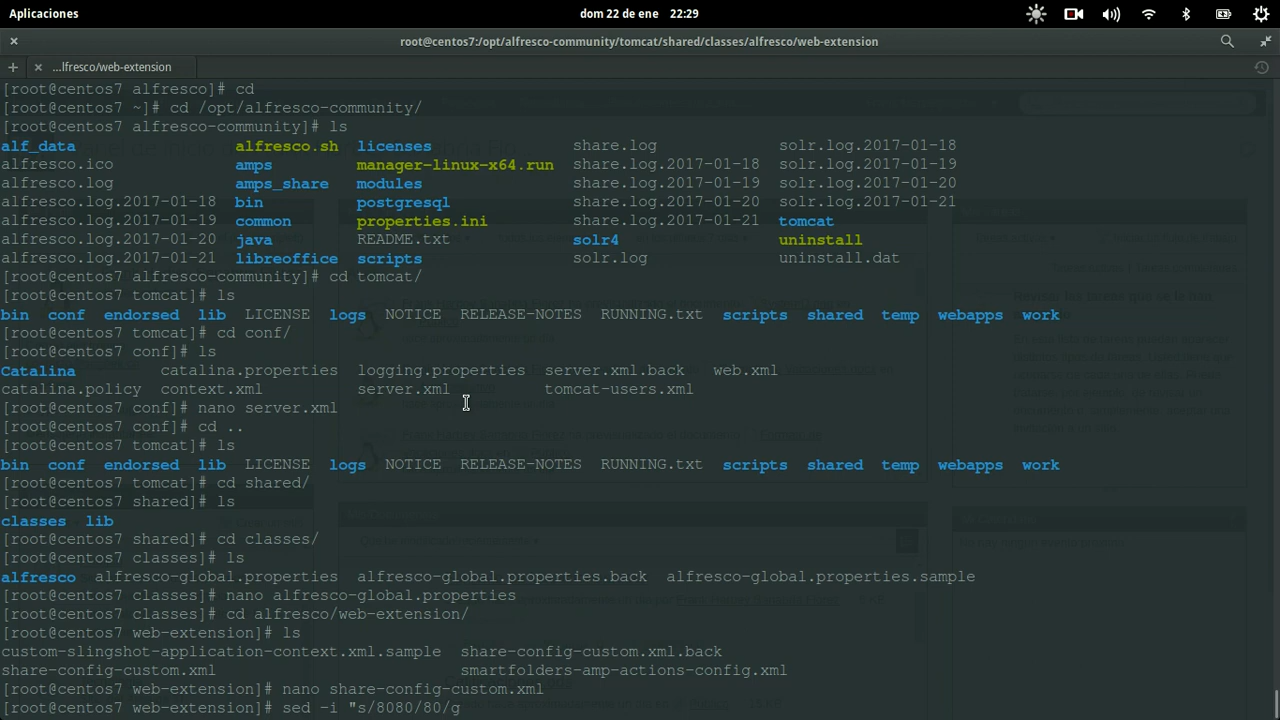 Aplicaciones dom 22 de ene 22:29
root@centos7:/opt/alfresco-community/tomcat/shared/classes/alfresco/web-extension
...lfresco/web-extension
[root@centos7 alfresco]# cd
[root@centos7 ~]# cd /opt/alfresco-community/
[root@centos7 alfresco-community]# ls
alf_data alfresco.sh licenses share.log solr.log.2017-01-18
alfresco.ico amps manager-linux-x64.run share.log.2017-01-18 solr.log.2017-01-19
alfresco.log amps_share modules share.log.2017-01-19 solr.log.2017-01-20
alfresco.log.2017-01-18 bin postgresql share.log.2017-01-20 solr.log.2017-01-21
alfresco.log.2017-01-19 common properties.ini share.log.2017-01-21 tomcat
alfresco.log.2017-01-20 java README.txt solr4 uninstall
alfresco.log.2017-01-21 libreoffice scripts solr.log uninstall.dat
[root@centos7 alfresco-community]# cd tomcat/
[root@centos7 tomcat]# ls
bin conf endorsed lib LICENSE logs NOTICE RELEASE-NOTES RUNNING.txt scripts shared temp webapps work
[root@centos7 tomcat]# cd conf/
[root@centos7 conf]# ls
Catalina catalina.properties logging.properties server.xml.back web.xml
catalina.policy context.xml server.xml tomcat-users.xml
[root@centos7 conf]# nano server.xml
[root@centos7 conf]# cd ..
[root@centos7 tomcat]# ls
bin conf endorsed lib LICENSE logs NOTICE RELEASE-NOTES RUNNING.txt scripts shared temp webapps work
[root@centos7 tomcat]# cd shared/
[root@centos7 shared]# ls
classes lib
[root@centos7 shared]# cd classes/
[root@centos7 classes]# ls
alfresco alfresco-global.properties alfresco-global.properties.back alfresco-global.properties.sample
[root@centos7 classes]# nano alfresco-global.properties
[root@centos7 classes]# cd alfresco/web-extension/
[root@centos7 web-extension]# ls
custom-slingshot-application-context.xml.sample share-config-custom.xml.back
share-config-custom.xml smartfolders-amp-actions-config.xml
[root@centos7 web-extension]# nano share-config-custom.xml
[root@centos7 web-extension]# sed -i "s/8080/80/g